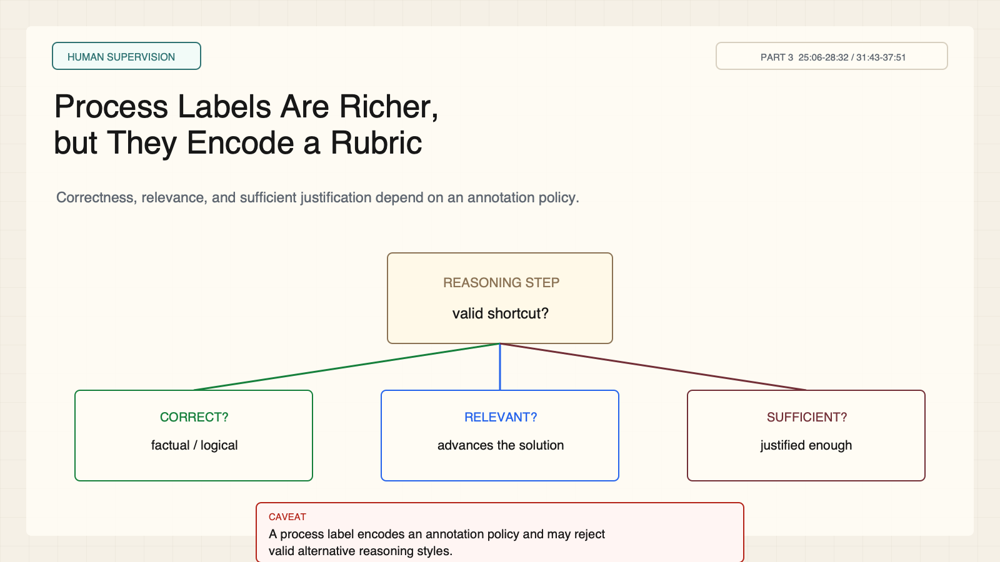 HUMAN SUPERVISION
PART 3 25:06-28:32 / 31:43-37:51
Process Labels Are Richer,
but They Encode a Rubric
Correctness, relevance, and sufficient justification depend on an annotation policy.
REASONING STEP
valid shortcut?
CORRECT?
factual / logical
RELEVANT?
advances the solution
SUFFICIENT?
justified enough
CAVEAT
A process label encodes an annotation policy and may reject
valid alternative reasoning styles.